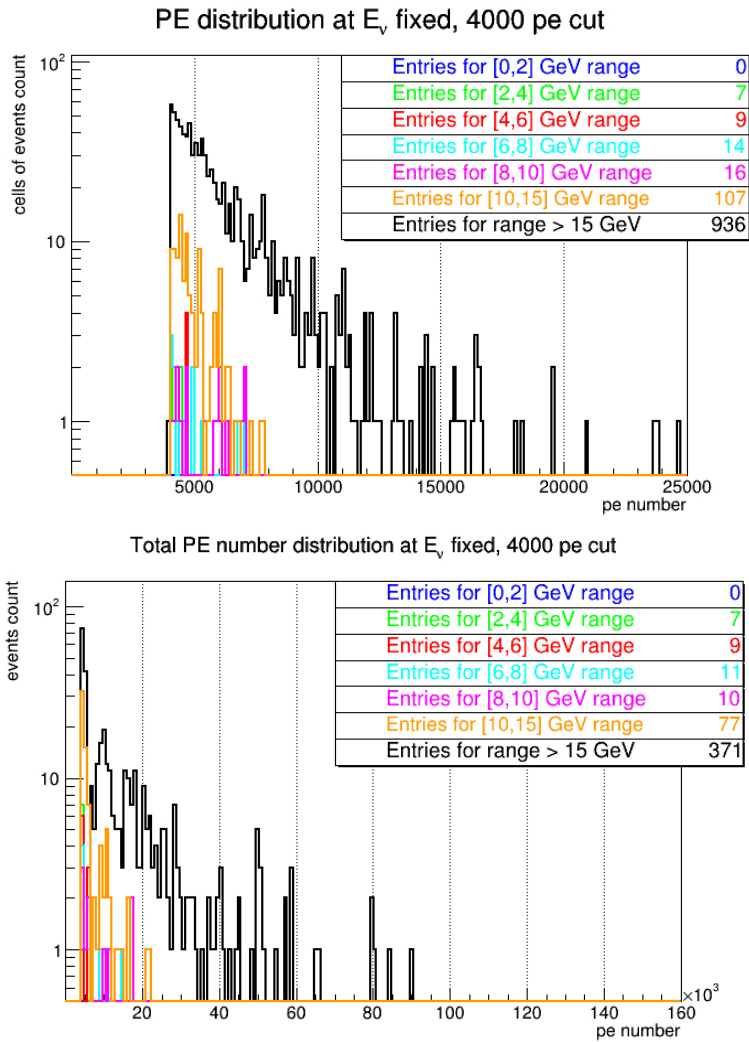 PE distribution at Eν fixed, 4000 pe cut
cells of events count
10²
10
1
Entries for [0,2] GeV range 0
Entries for [2,4] GeV range 7
Entries for [4,6] GeV range 9
Entries for [6,8] GeV range 14
Entries for [8,10] GeV range 16
Entries for [10,15] GeV range 107
Entries for range > 15 GeV 936
5000 10000 15000 20000 25000
pe number
Total PE number distribution at Eν fixed, 4000 pe cut
events count
10²
10
1
Entries for [0,2] GeV range 0
Entries for [2,4] GeV range 7
Entries for [4,6] GeV range 9
Entries for [6,8] GeV range 11
Entries for [8,10] GeV range 10
Entries for [10,15] GeV range 77
Entries for range > 15 GeV 371
×10³
20 40 60 80 100 120 140 160
pe number